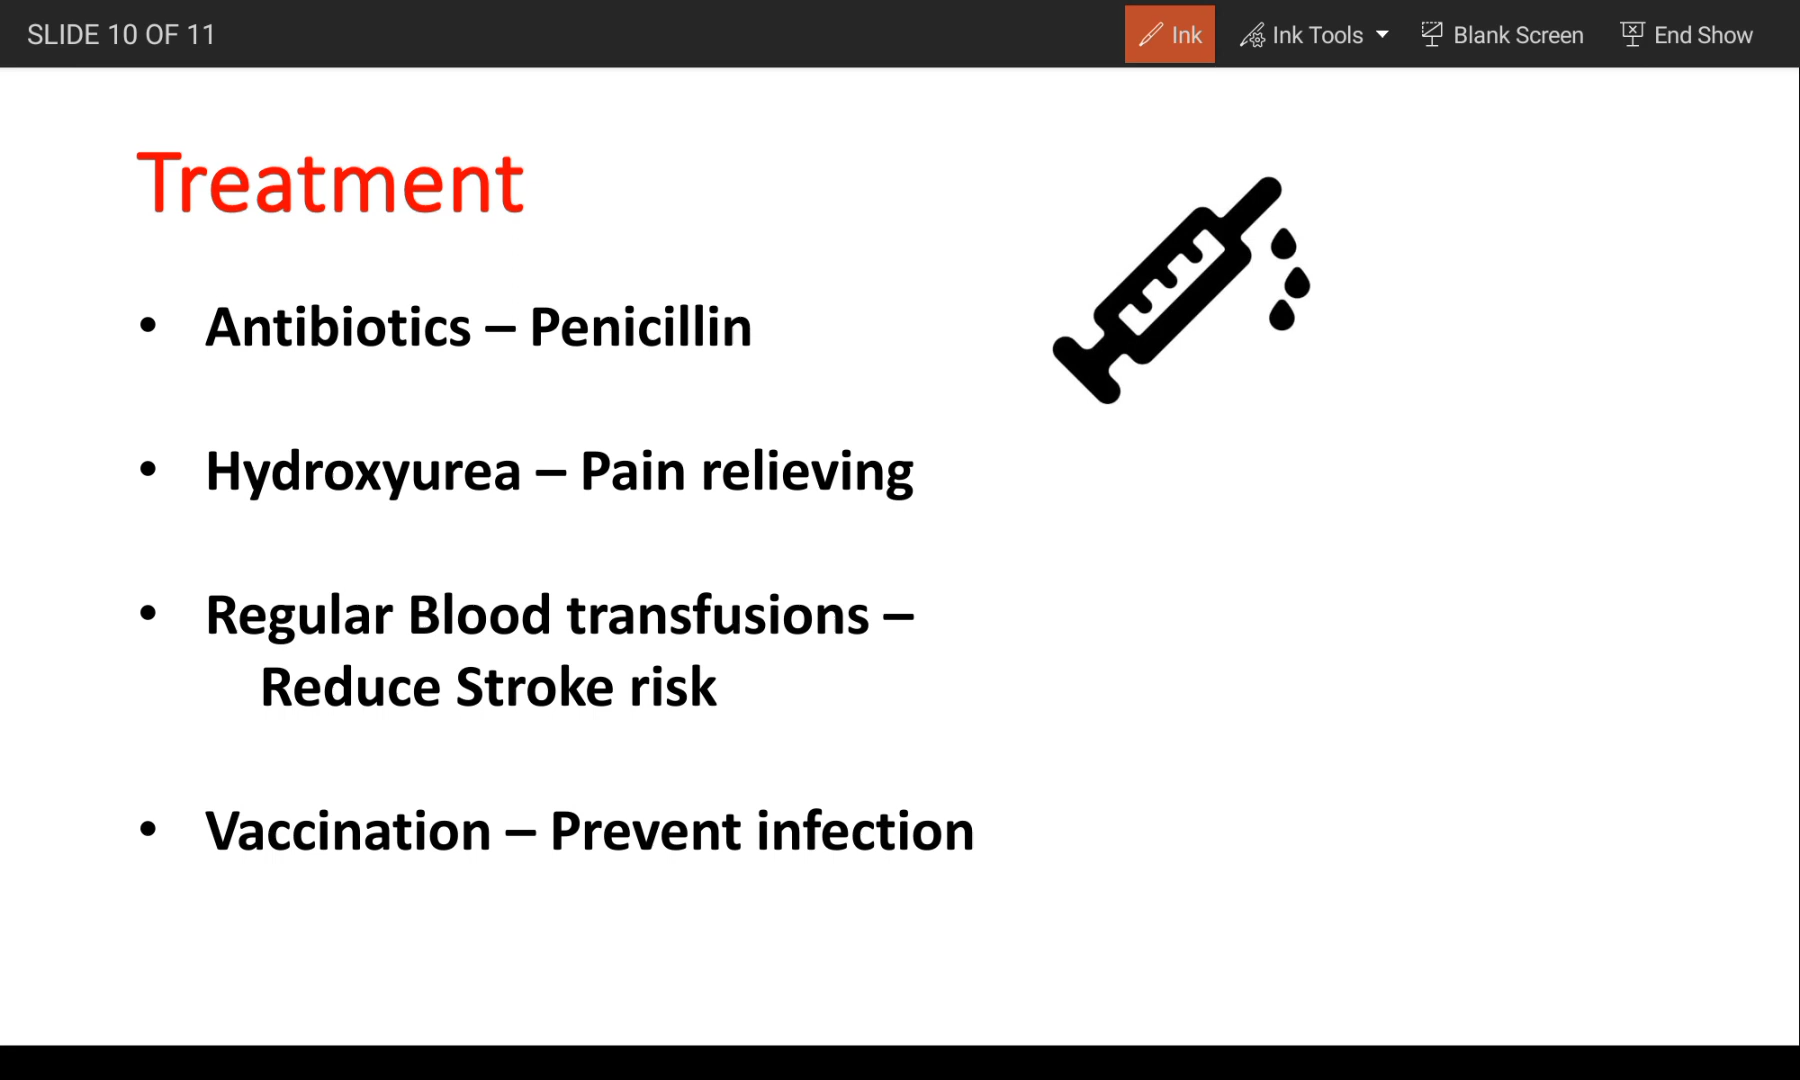 SLIDE 10 OF 11
Ink
Ink Tools
Blank Screen
End Show
Treatment
• Antibiotics – Penicillin
• Hydroxyurea – Pain relieving
• Regular Blood transfusions –
Reduce Stroke risk
• Vaccination – Prevent infection